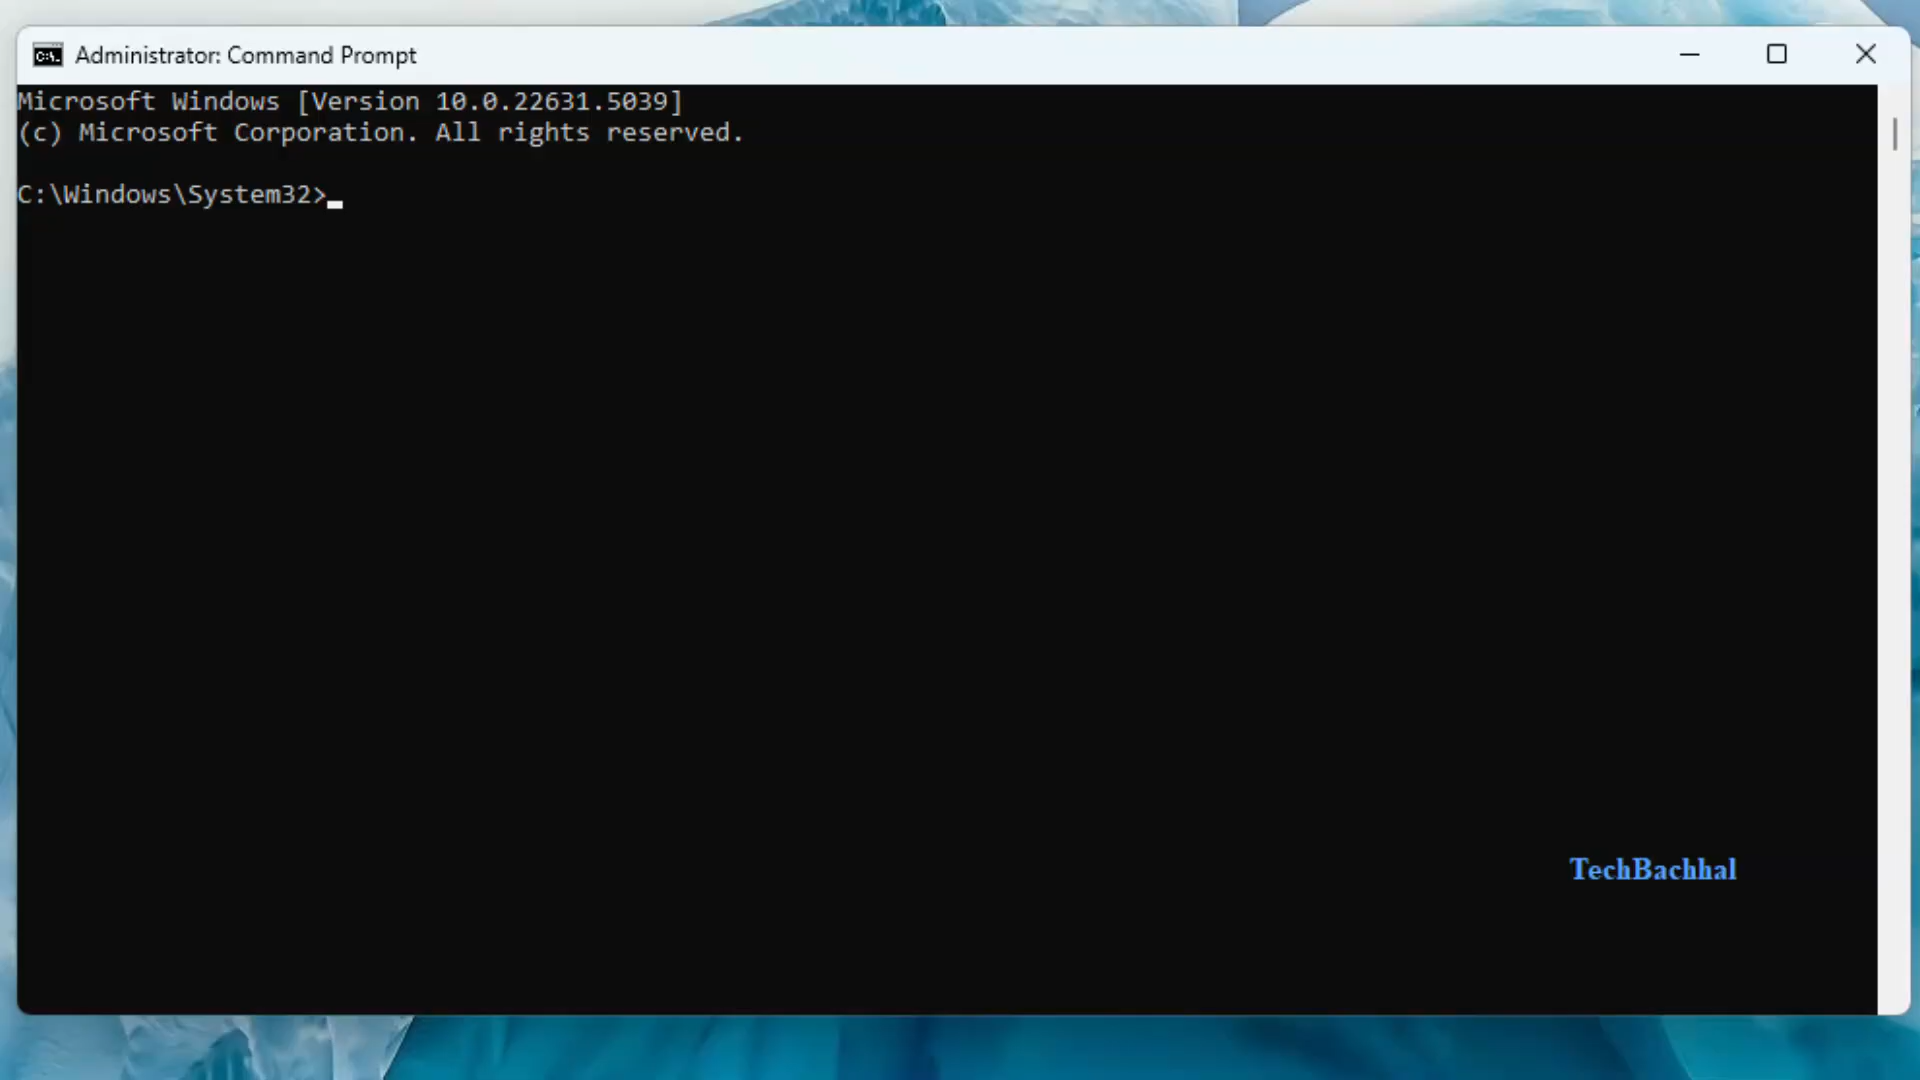 Administrator: Command Prompt
Microsoft Windows [Version 10.0.22631.5039]
(c) Microsoft Corporation. All rights reserved.
C:\Windows\System32>
TechBachhal